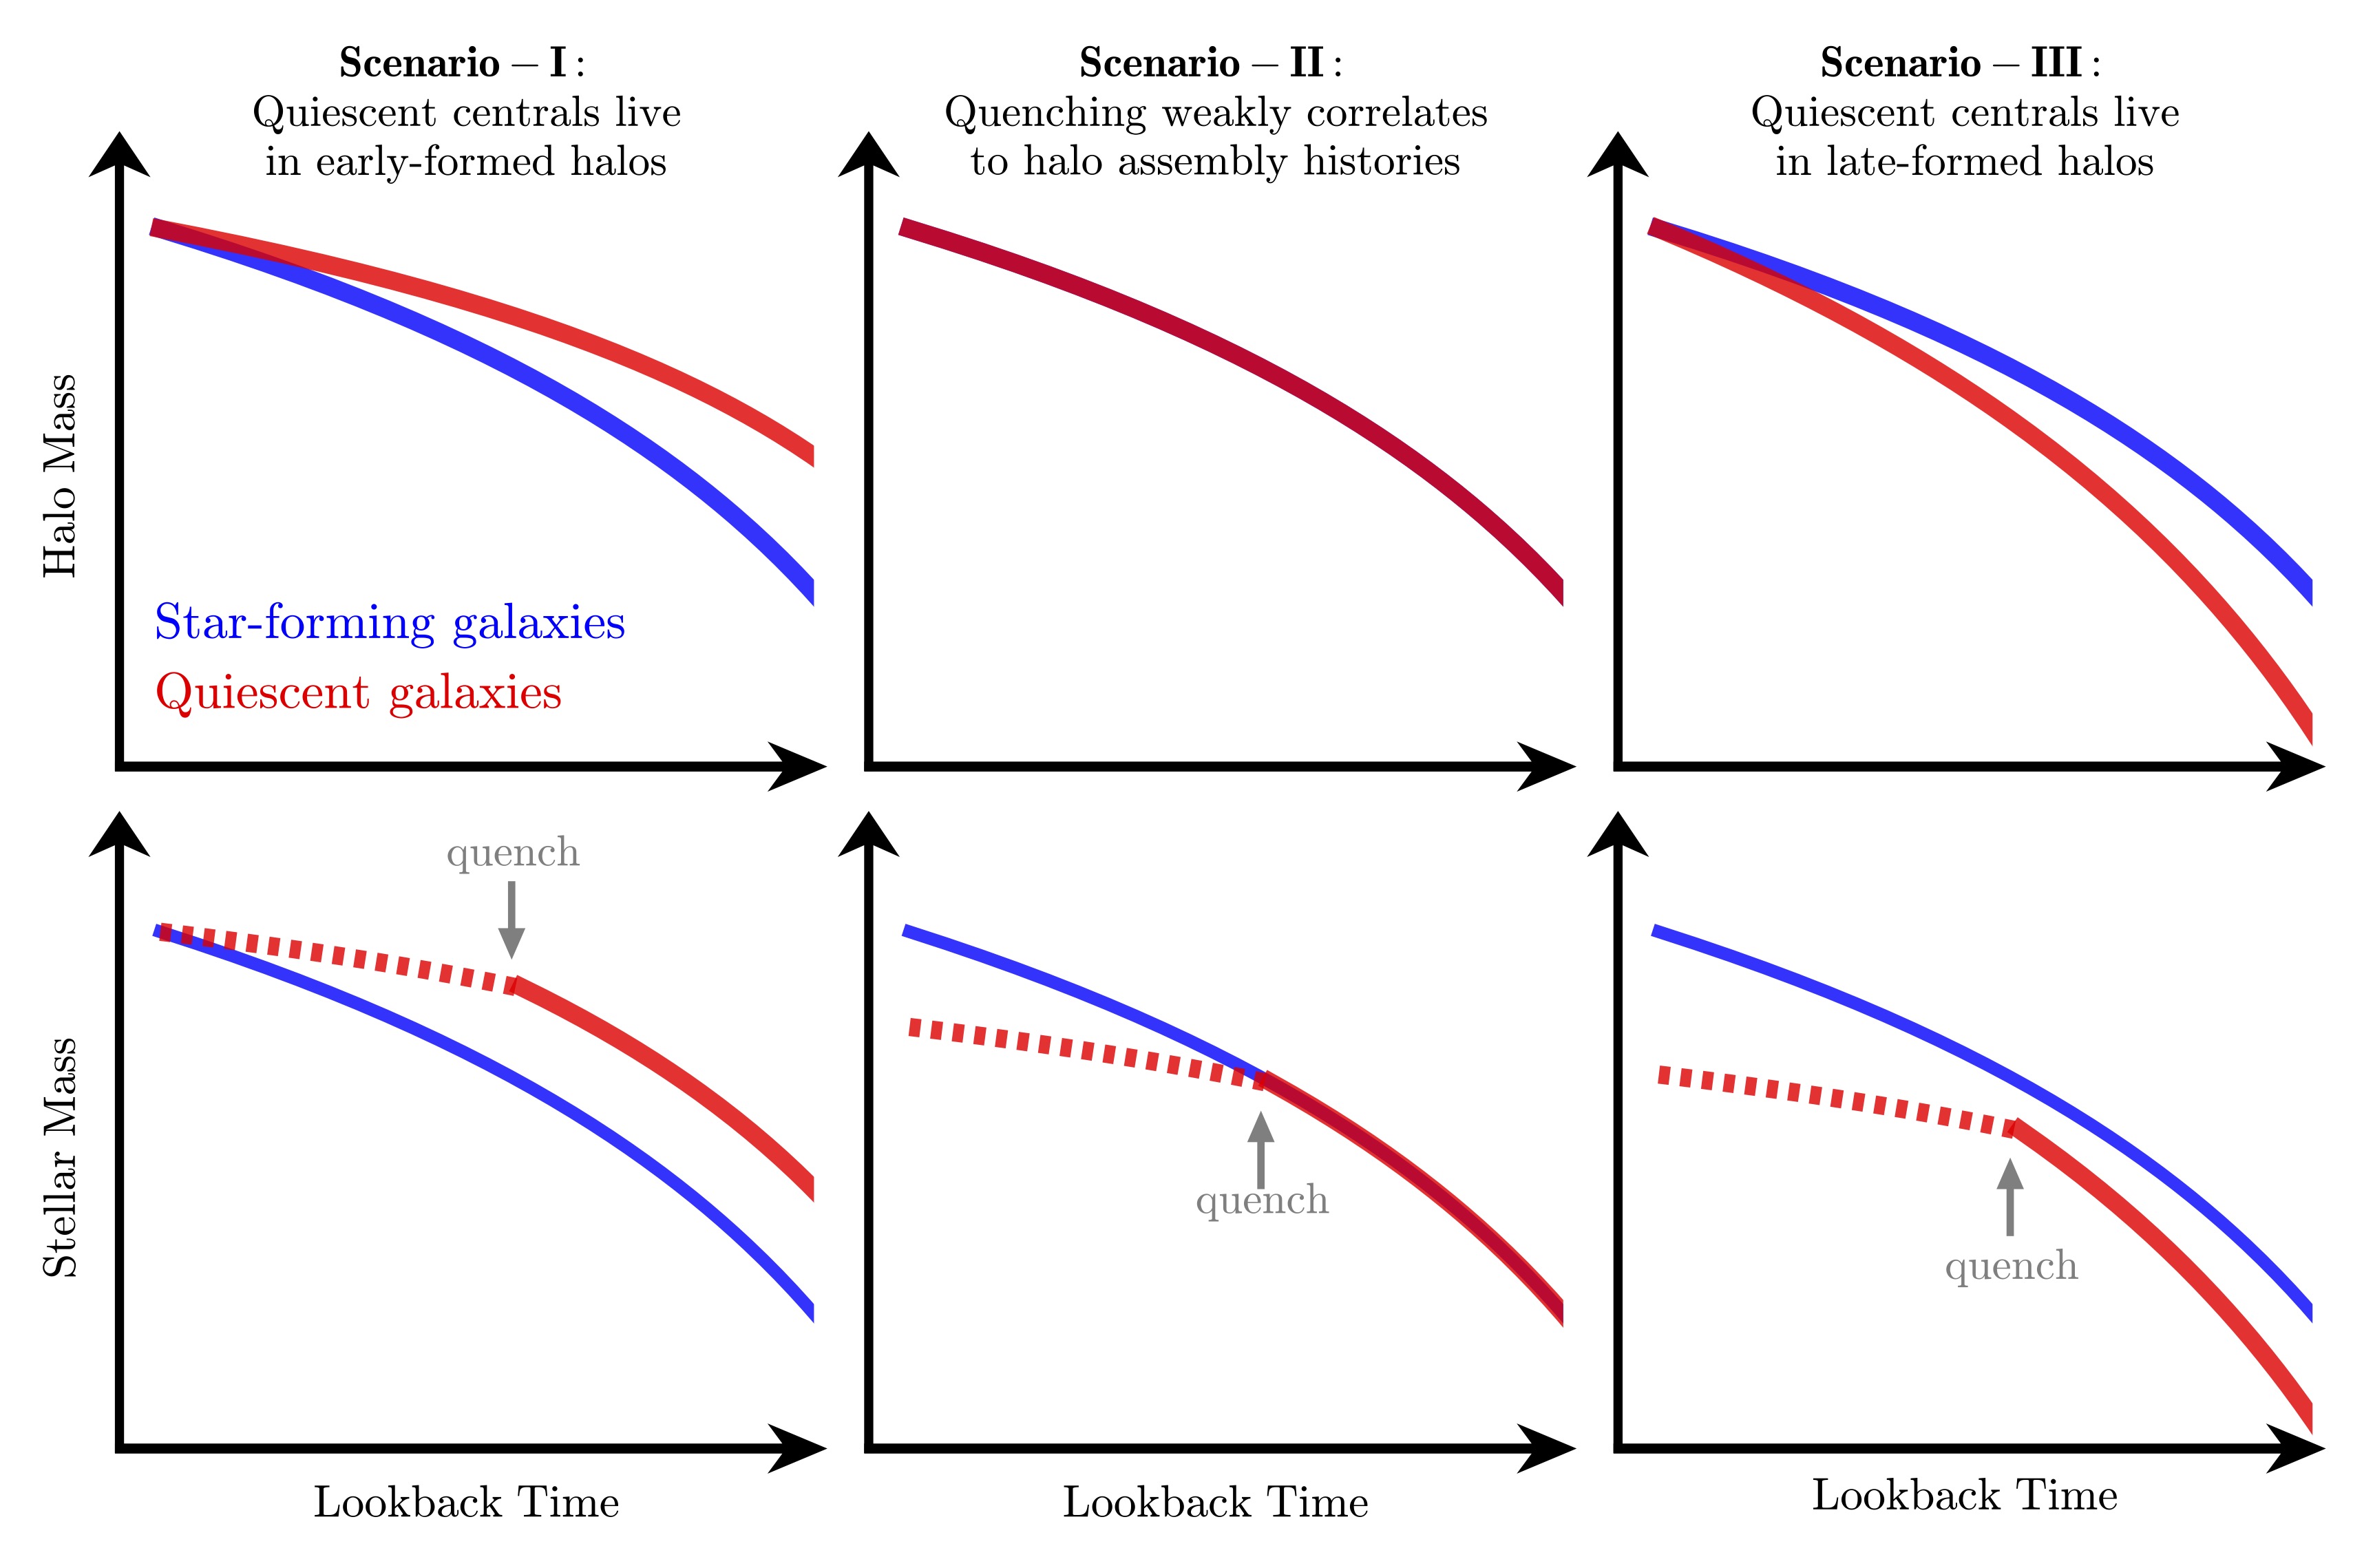 Scenario – I :
Quiescent centrals live
in early-formed halos
Scenario – II :
Quenching weakly correlates
to halo assembly histories
Scenario – III :
Quiescent centrals live
in late-formed halos
Halo Mass
Star-forming galaxies
Quiescent galaxies
Stellar Mass
quench
quench
quench
Lookback Time
Lookback Time
Lookback Time